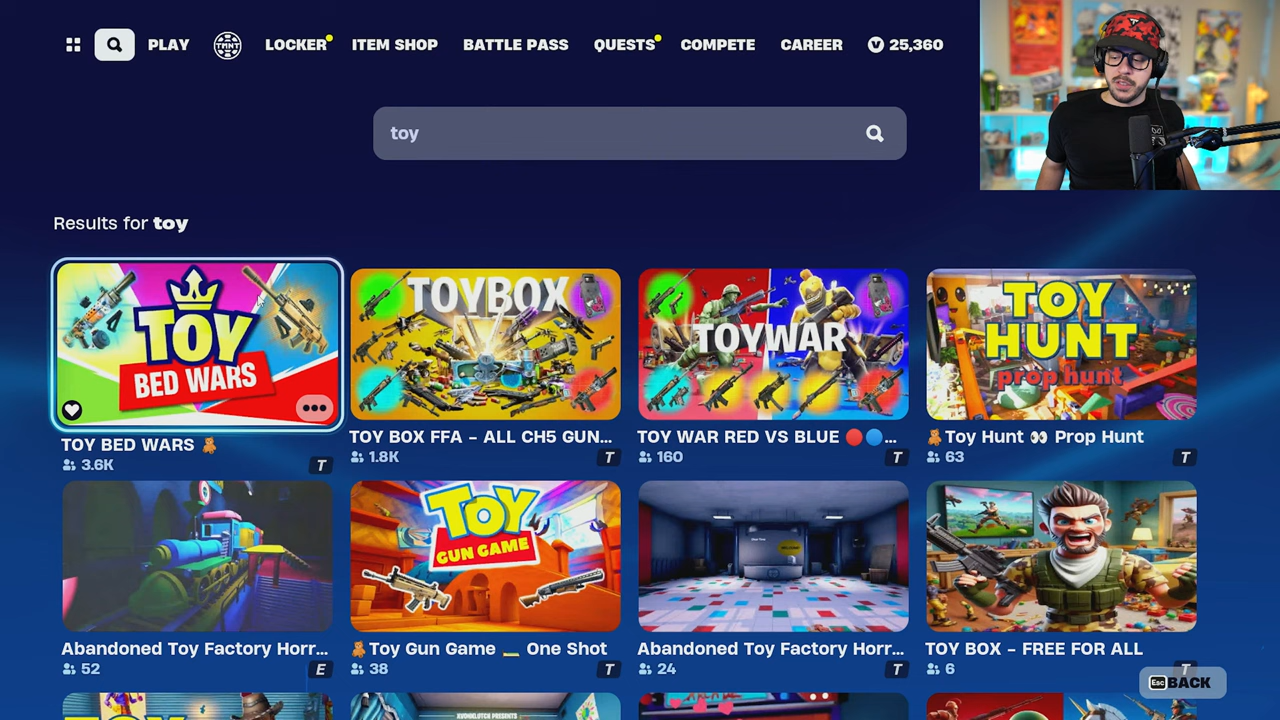 PLAY TMNT LOCKER ITEM SHOP BATTLE PASS QUESTS COMPETE CAREER V 25,360
toy
Results for toy
TOY
BED WARS
TOYBOX
TOYWAR
TOY
HUNT
prop hunt
TOY BED WARS
3.6K T
TOY BOX FFA - ALL CH5 GUN...
1.8K T
TOY WAR RED VS BLUE ...
160 T
Toy Hunt 👀 Prop Hunt
63 T
TOY
GUN GAME
Abandoned Toy Factory Horr...
52 E
Toy Gun Game One Shot
38 T
Abandoned Toy Factory Horr...
24 T
TOY BOX - FREE FOR ALL
6 T
Esc BACK